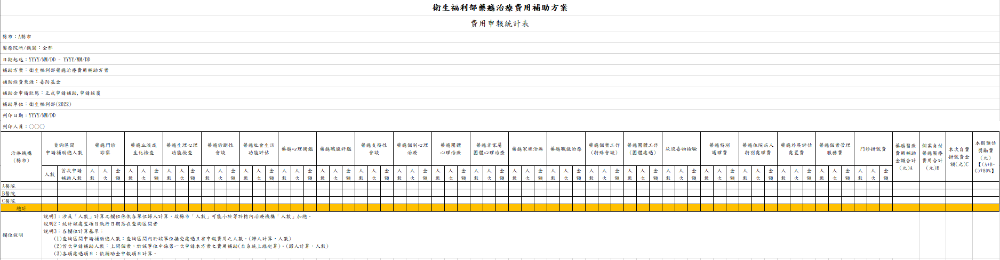 衛生福利部藥癮治療費用補助方案
費用申報統計表
縣市：A縣市
醫療院所/機關：全部
日期起迄：YYYY/MM/DD ~ YYYY/MM/DD
補助方案：衛生福利部藥癮治療費用補助方案
補助經費來源：毒防基金
補助金申請狀態：正式申請補助,申請核覆
補助單位：衛生福利部(2022)
列印日期：YYYY/MM/DD
列印人員：○○○
治療機構
(縣市)
查詢區間
申請補助總人數
藥癮門診
診察
藥癮血液或
生化檢查
藥癮生理心理
功能檢查
藥癮診斷性
會談
藥癮社會生活
功能評估
藥癮心理衡鑑
藥癮職能評鑑
藥癮支持性
會談
藥癮個別心理
治療
藥癮團體
心理治療
藥癮者家屬
團體心理治療
藥癮家族治療
藥癮職能治療
藥癮個案工作
(特殊會談)
藥癮團體工作
(團體處遇)
尿液毒物檢驗
藥癮特別
護理費
藥癮住院病人
特別處理費
藥癮外展評估
處置費
藥癮個案管理
服務費
門診掛號費
藥癮醫療
費用補助
金額合計
(元)A
個案自付
藥癮醫療
費用合計
(元)B
本次自費
掛號費金
額(元)C
本期預估
獎勵費
(元)
【(A+B-
C)*80%】
人數 首次申請
補助人數
人數 人次 金額 人數 人次 金額 人數 人次 金額 人數 人次 金額 人數 人次 金額 人數 人次 金額 人數 人次 金額 人數 人次 金額 人數 人次 金額 人數 人次 金額 人數 人次 金額 人數 人次 金額 人數 人次 金額 人數 人次 金額 人數 人次 金額 人數 人次 金額 人數 人次 金額 人數 人次 金額 人數 人次 金額 人數 人次 金額 人數 人次 金額
A醫院
B醫院
C醫院
總計
欄位說明
說明1：涉及「人數」計算之欄位係依各單位歸人計算，故縣市「人數」可能小於等於轄內治療機構「人數」加總。
說明2：統計該處置項目執行日期落在查詢區間者
說明3：各欄位計算基準：
(1)查詢區間申請補助總人數：查詢區間內於該單位接受處遇且有申報費用之人數。(歸人計算，人數)
(2)首次申請補助人數：上開個案，於該單位中係第一次申請本方案之費用補助(自系統上線起算)。(歸人計算，人數)
(3)各項處遇項目：依補助金申報項目計算。